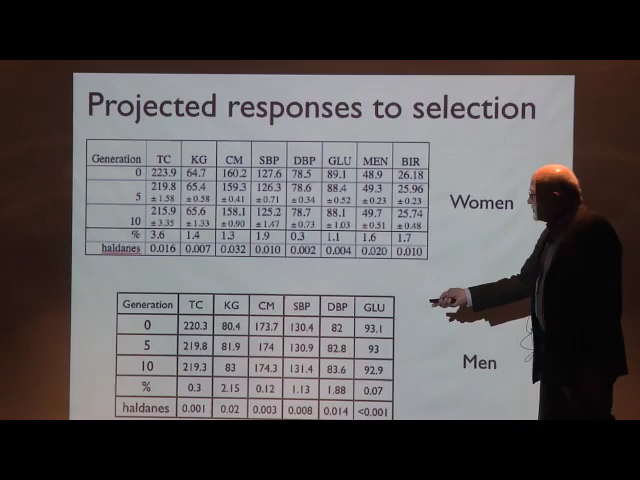 Projected responses to selection
Generation TC KG CM SBP DBP GLU MEN BIR
0 223.9 64.7 160.2 127.6 78.5 89.1 48.9 26.18
5 219.8 65.4 159.3 126.3 78.6 88.4 49.3 25.96
± 1.58 ± 0.58 ± 0.41 ± 0.71 ± 0.34 ± 0.52 ± 0.23 ± 0.23
10 215.9 65.6 158.1 125.2 78.7 88.1 49.7 25.74
± 3.35 ± 1.33 ± 0.90 ± 1.47 ± 0.73 ± 1.03 ± 0.51 ± 0.48
% 3.6 1.4 1.3 1.9 0.3 1.1 1.6 1.7
haldanes 0.016 0.007 0.032 0.010 0.002 0.004 0.020 0.010
Women
Generation TC KG CM SBP DBP GLU
0 220.3 80.4 173.7 130.4 82 93.1
5 219.8 81.9 174 130.9 82.8 93
10 219.3 83 174.3 131.4 83.6 92.9
% 0.3 2.15 0.12 1.13 1.88 0.07
haldanes 0.001 0.02 0.003 0.008 0.014 <0.001
Men